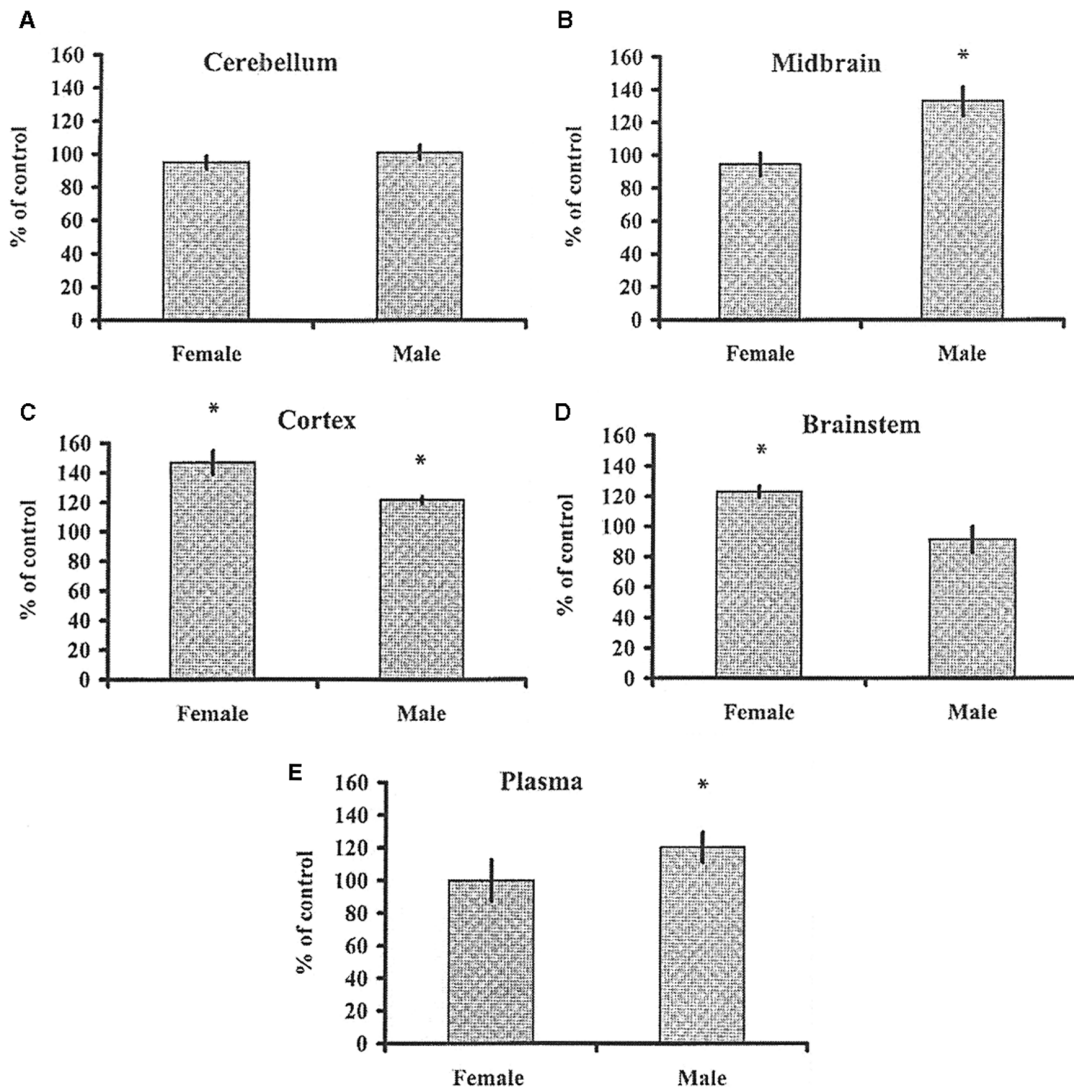 A
Cerebellum
% of control
160
140
120
100
80
60
40
20
0
Female Male
B
Midbrain
*
% of control
160
140
120
100
80
60
40
20
0
Female Male
C
Cortex
*
*
% of control
160
140
120
100
80
60
40
20
0
Female Male
D
Brainstem
*
% of control
160
140
120
100
80
60
40
20
0
Female Male
E
Plasma
*
% of control
160
140
120
100
80
60
40
20
0
Female Male